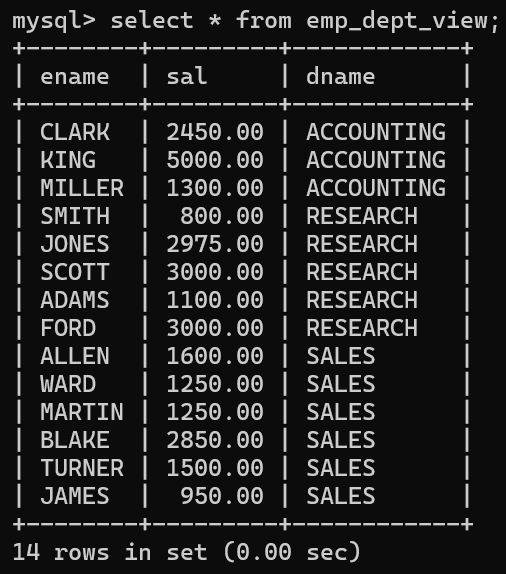 mysql> select * from emp_dept_view;
+--------+---------+------------+
| ename  | sal     | dname      |
+--------+---------+------------+
| CLARK  | 2450.00 | ACCOUNTING |
| KING   | 5000.00 | ACCOUNTING |
| MILLER | 1300.00 | ACCOUNTING |
| SMITH  |  800.00 | RESEARCH   |
| JONES  | 2975.00 | RESEARCH   |
| SCOTT  | 3000.00 | RESEARCH   |
| ADAMS  | 1100.00 | RESEARCH   |
| FORD   | 3000.00 | RESEARCH   |
| ALLEN  | 1600.00 | SALES      |
| WARD   | 1250.00 | SALES      |
| MARTIN | 1250.00 | SALES      |
| BLAKE  | 2850.00 | SALES      |
| TURNER | 1500.00 | SALES      |
| JAMES  |  950.00 | SALES      |
+--------+---------+------------+
14 rows in set (0.00 sec)